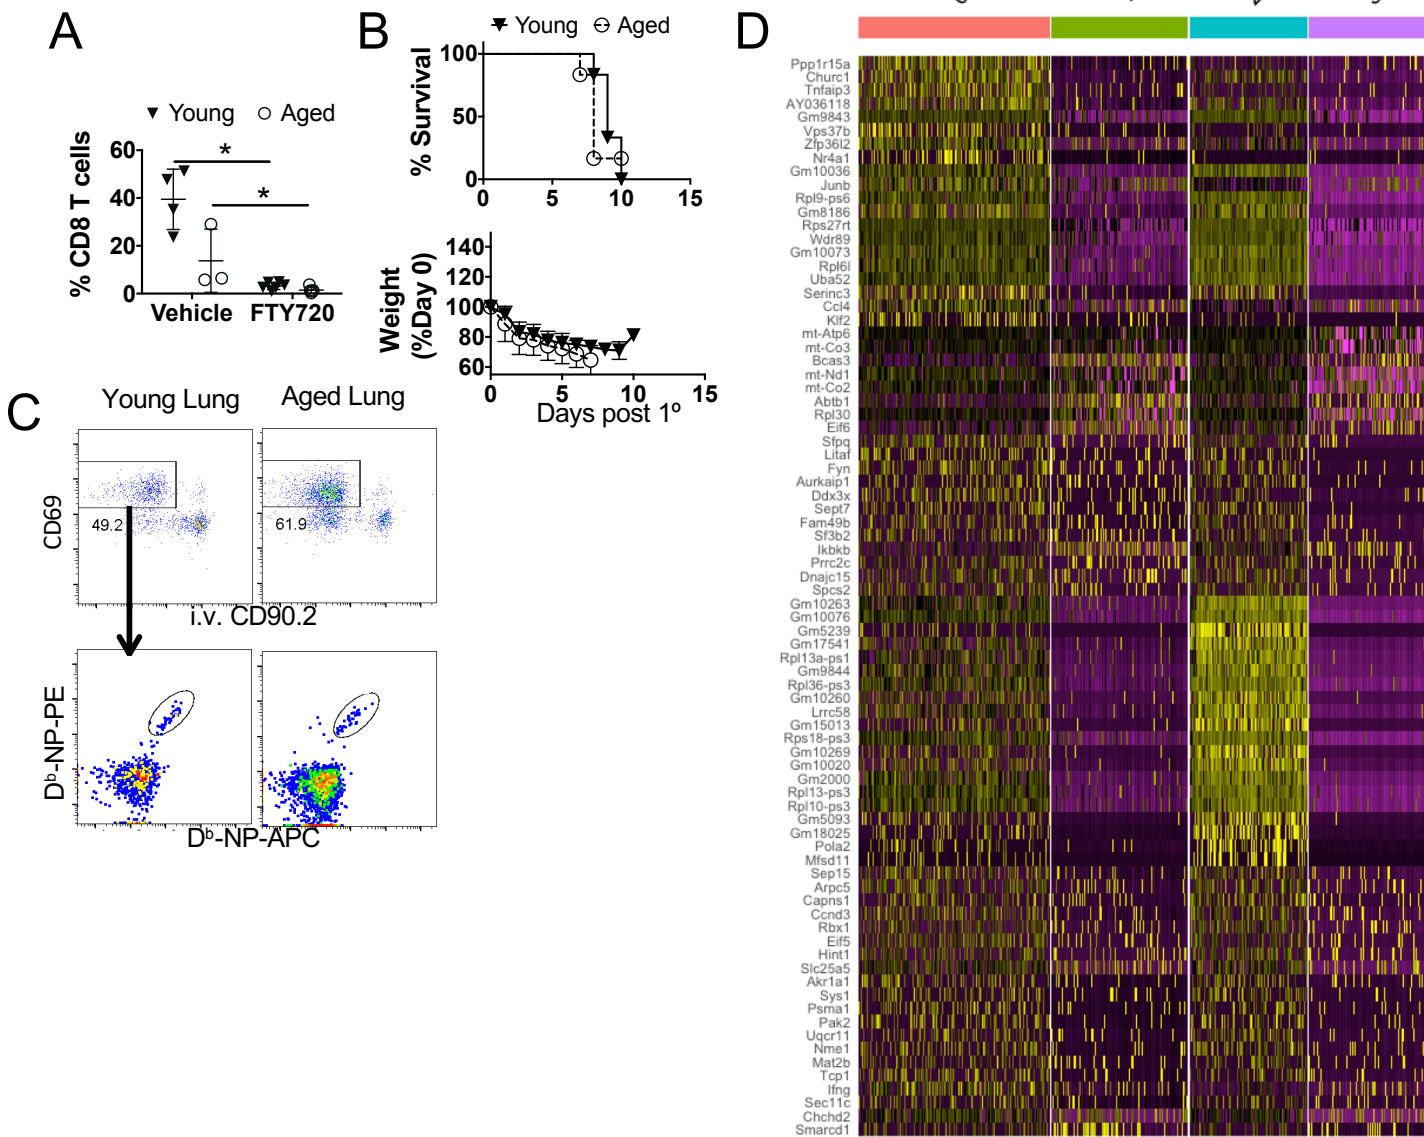 A
Young Aged
% CD8 T cells
60
40
20
0
*
*
Vehicle FTY720
B
Young Aged
% Survival
100
50
0
0 5 10 15
Weight
(%Day 0)
140
120
100
80
60
0 5 10 15
Days post 1º
C
Young Lung Aged Lung
CD69
49.2
61.9
i.v. CD90.2
Dᵇ-NP-PE
Dᵇ-NP-APC
D
Ppp1r15a
Churc1
Tnfaip3
AY036118
Gm9843
Vps37b
Zfp36l2
Nr4a1
Gm10036
Junb
Rpl9-ps6
Gm8186
Rps27rt
Wdr89
Gm10073
Rpl6l
Uba52
Serinc3
Ccl4
Klf2
mt-Atp6
mt-Co3
Bcas3
mt-Nd1
mt-Co2
Abtb1
Rpl30
Eif6
Sfpq
Litaf
Fyn
Aurkaip1
Ddx3x
Sept7
Fam49b
Sf3b2
Ikbkb
Prrc2c
Dnajc15
Spcs2
Gm10263
Gm10076
Gm5239
Gm17541
Rpl13a-ps1
Gm9844
Rpl36-ps3
Gm10260
Lrrc58
Gm15013
Rps18-ps3
Gm10269
Gm10020
Gm2000
Rpl13-ps3
Rpl10-ps3
Gm5093
Gm18025
Pola2
Mfsd11
Sep15
Arpc5
Capns1
Ccnd3
Rbx1
Eif5
Hint1
Slc25a5
Akr1a1
Sys1
Psma1
Pak2
Uqcr11
Nme1
Mat2b
Tcp1
Ifng
Sec11c
Chchd2
Smarcd1